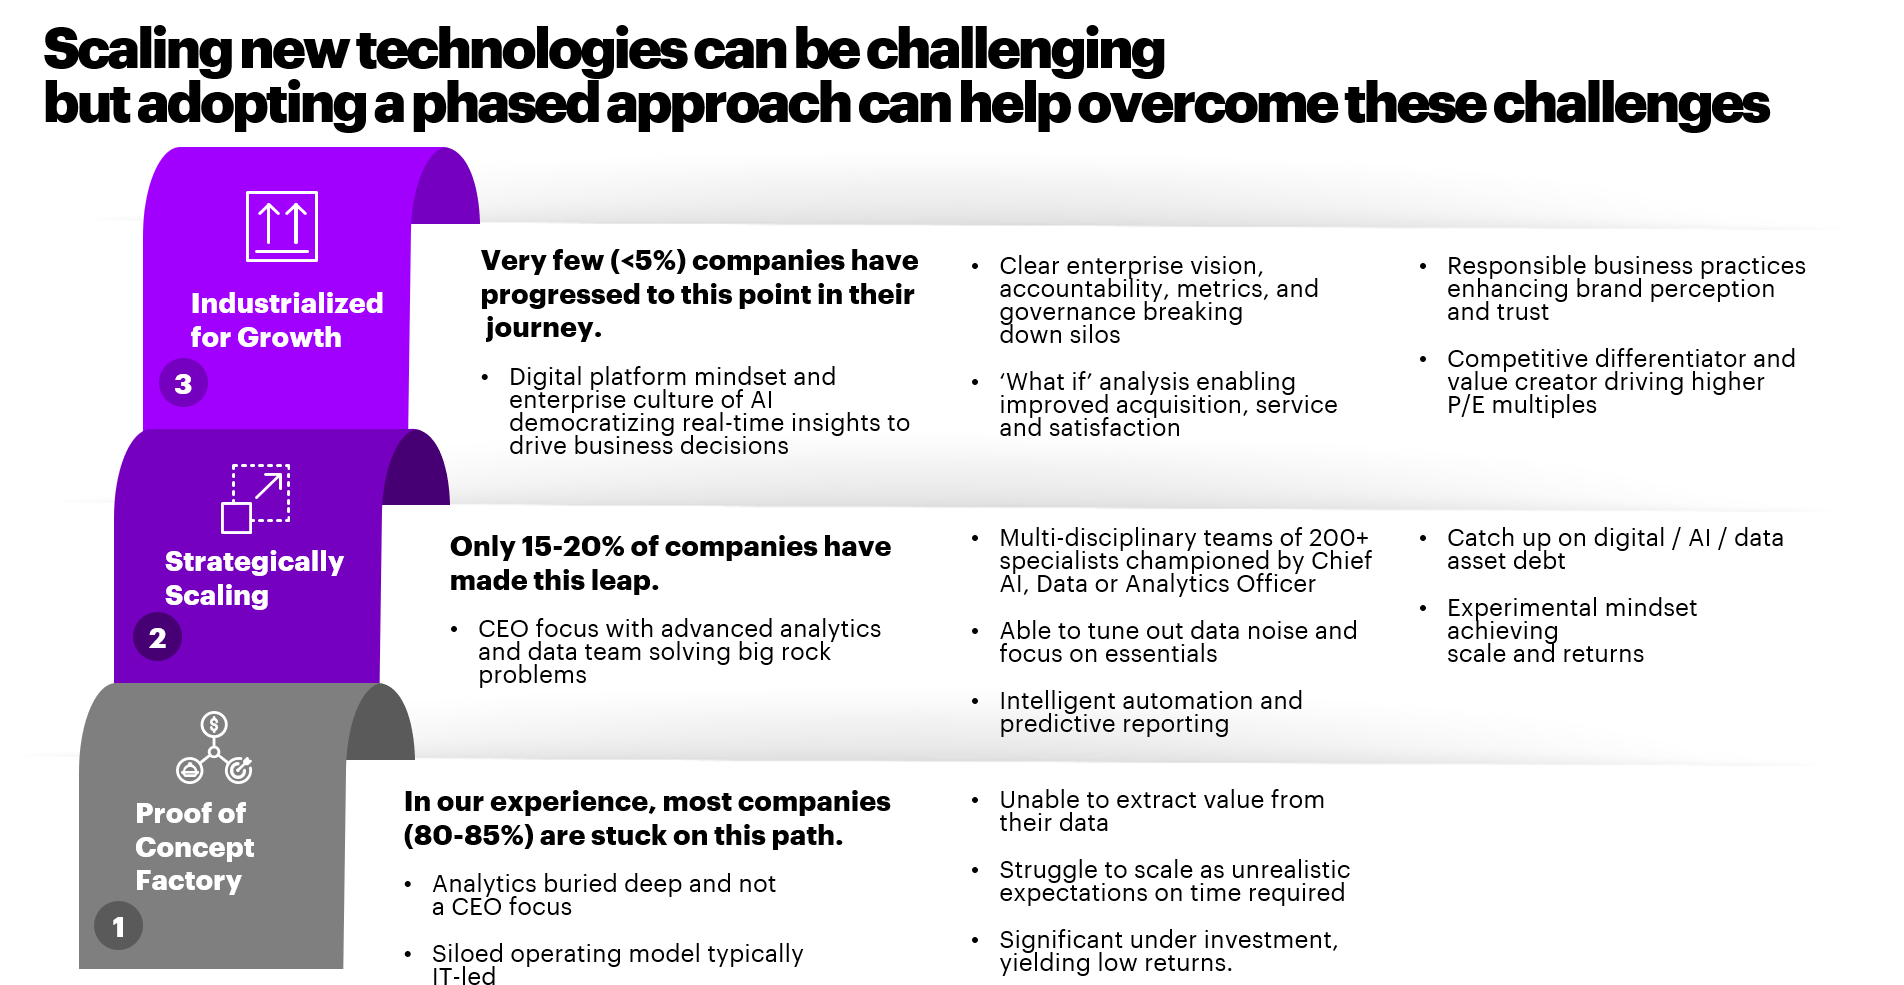 Scaling new technologies can be challenging
but adopting a phased approach can help overcome these challenges
Industrialized
for Growth
3
Very few (<5%) companies have
progressed to this point in their
journey.
• Digital platform mindset and
enterprise culture of AI
democratizing real-time insights to
drive business decisions
• Clear enterprise vision,
accountability, metrics, and
governance breaking
down silos
• ‘What if’ analysis enabling
improved acquisition, service
and satisfaction
• Responsible business practices
enhancing brand perception
and trust
• Competitive differentiator and
value creator driving higher
P/E multiples
Strategically
Scaling
2
Only 15-20% of companies have
made this leap.
• CEO focus with advanced analytics
and data team solving big rock
problems
• Multi-disciplinary teams of 200+
specialists championed by Chief
AI, Data or Analytics Officer
• Able to tune out data noise and
focus on essentials
• Intelligent automation and
predictive reporting
• Catch up on digital / AI / data
asset debt
• Experimental mindset
achieving
scale and returns
$
Proof of
Concept
Factory
1
In our experience, most companies
(80-85%) are stuck on this path.
• Analytics buried deep and not
a CEO focus
• Siloed operating model typically
IT-led
• Unable to extract value from
their data
• Struggle to scale as unrealistic
expectations on time required
• Significant under investment,
yielding low returns.